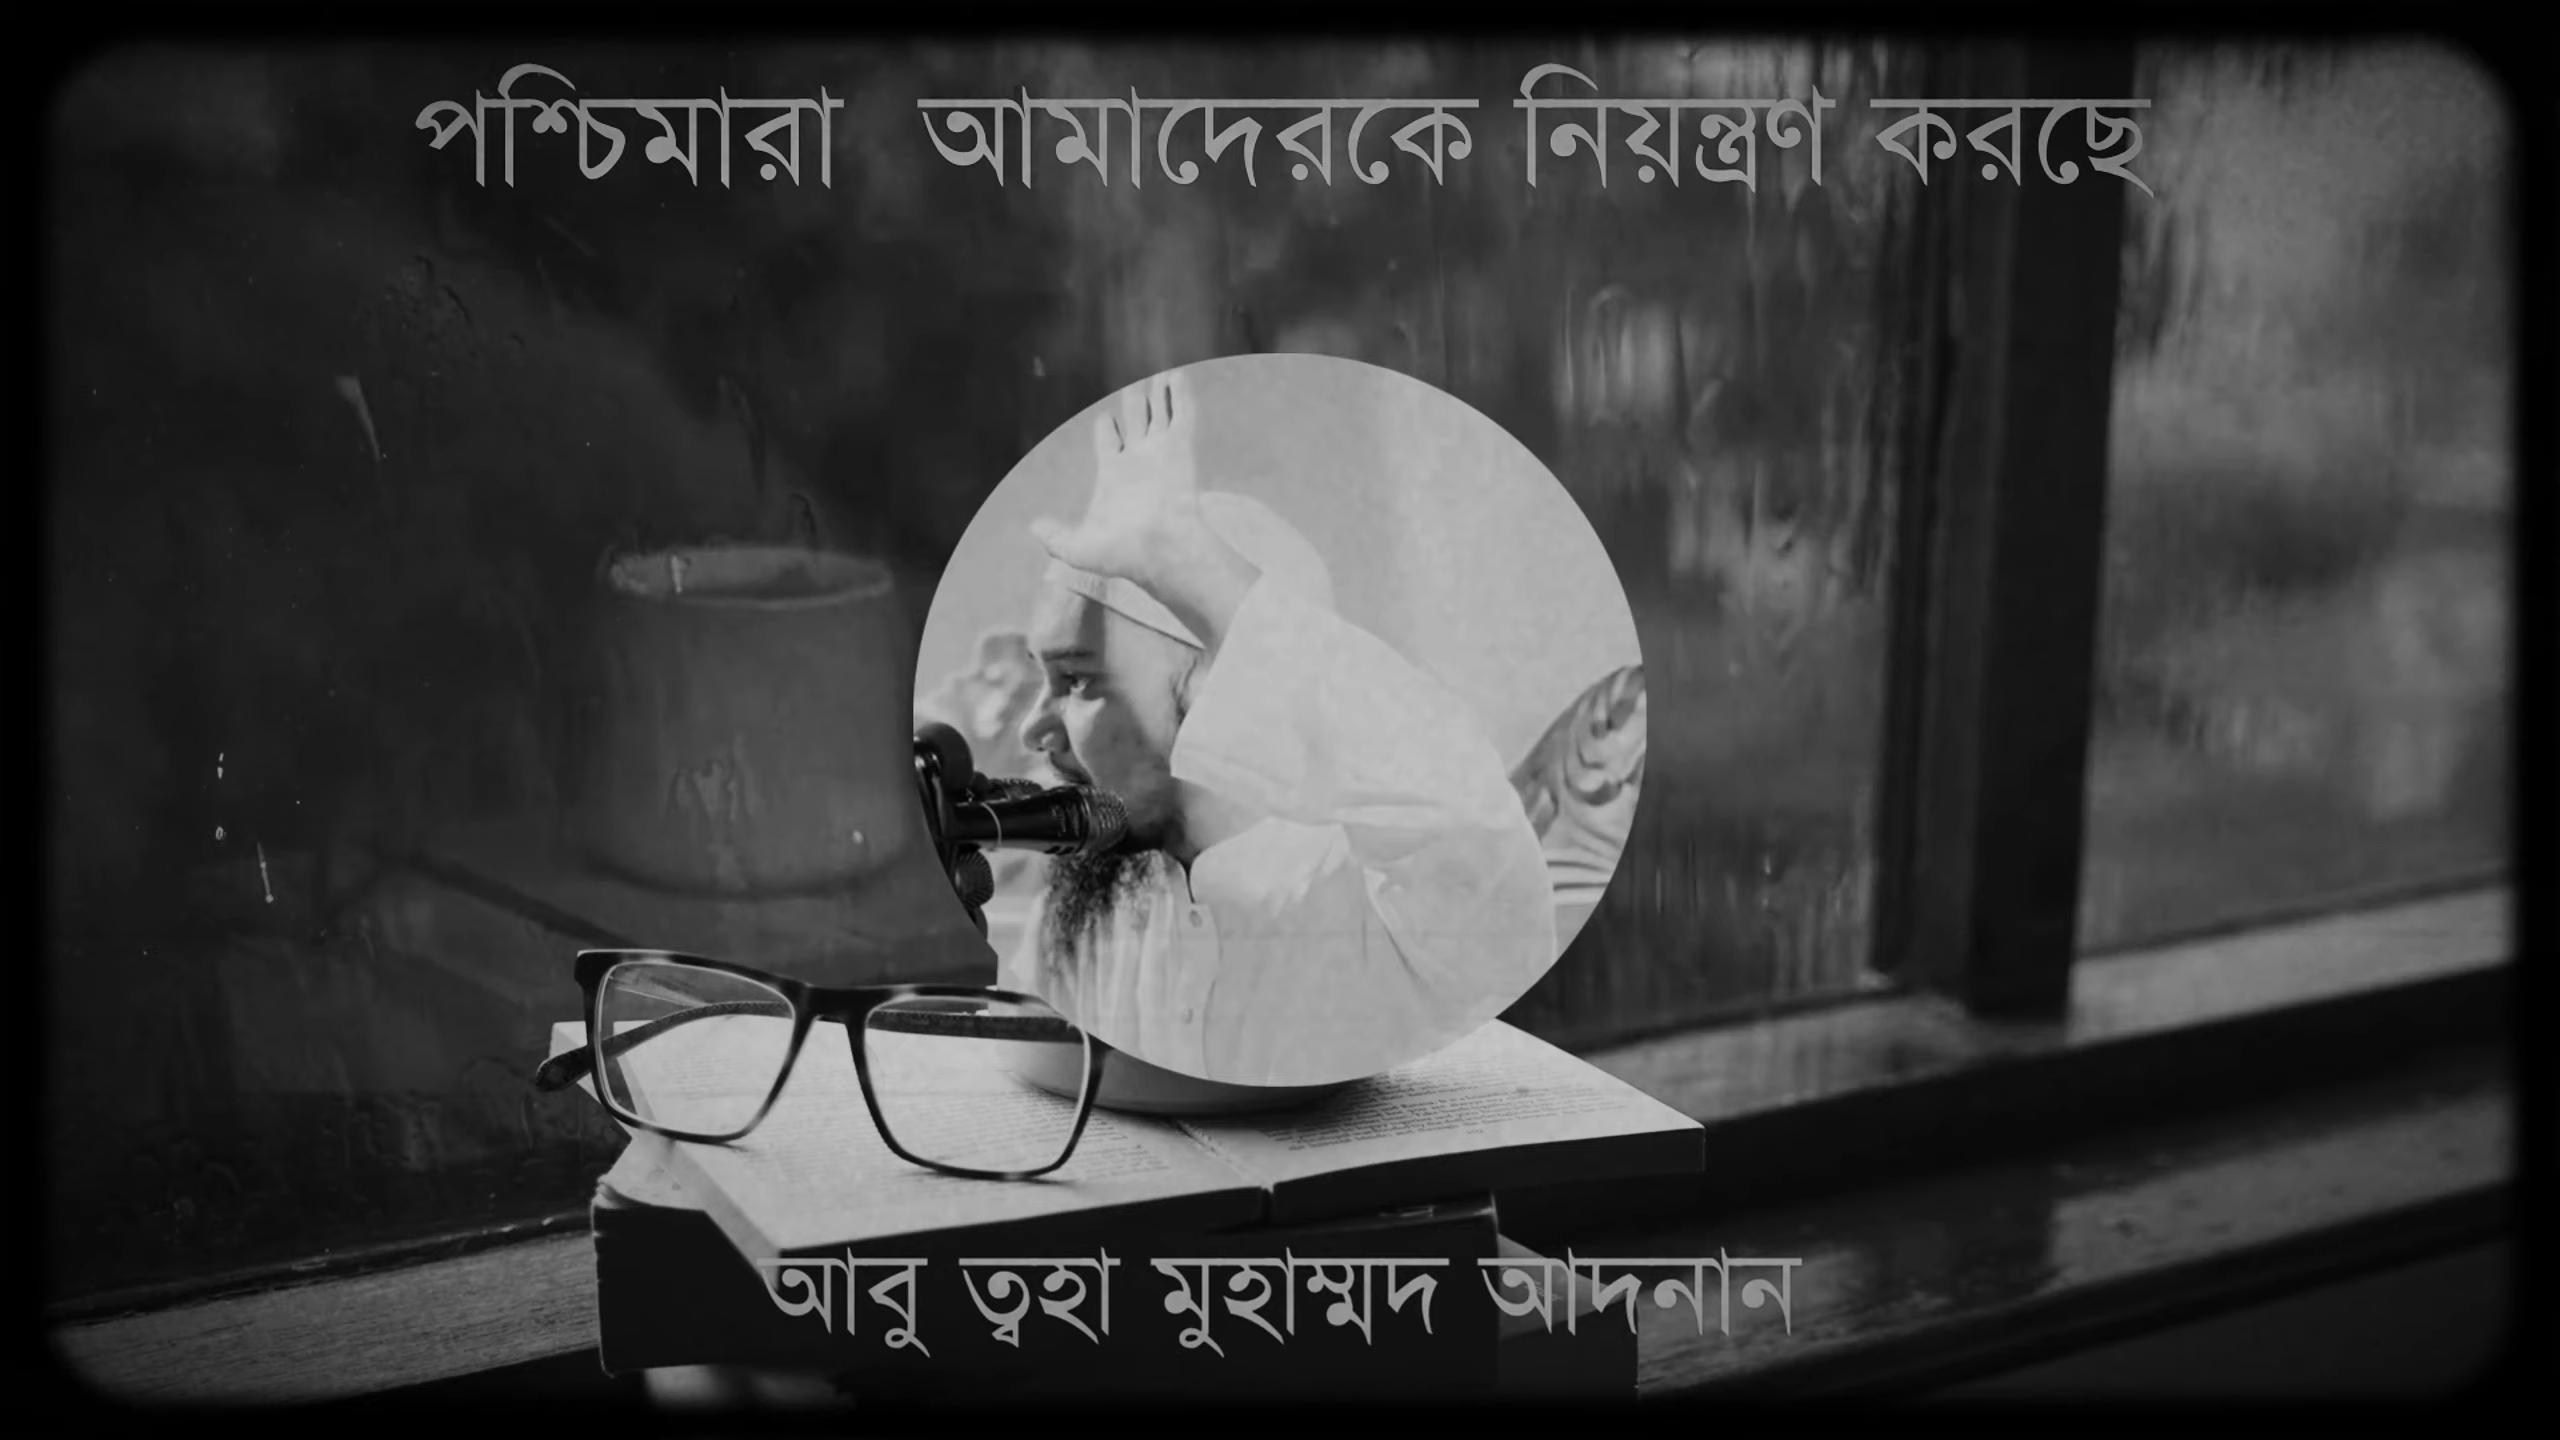 পশ্চিমারা আমাদেরকে নিয়ন্ত্রণ করছে
আবু ত্বহা মুহাম্মদ আদনান